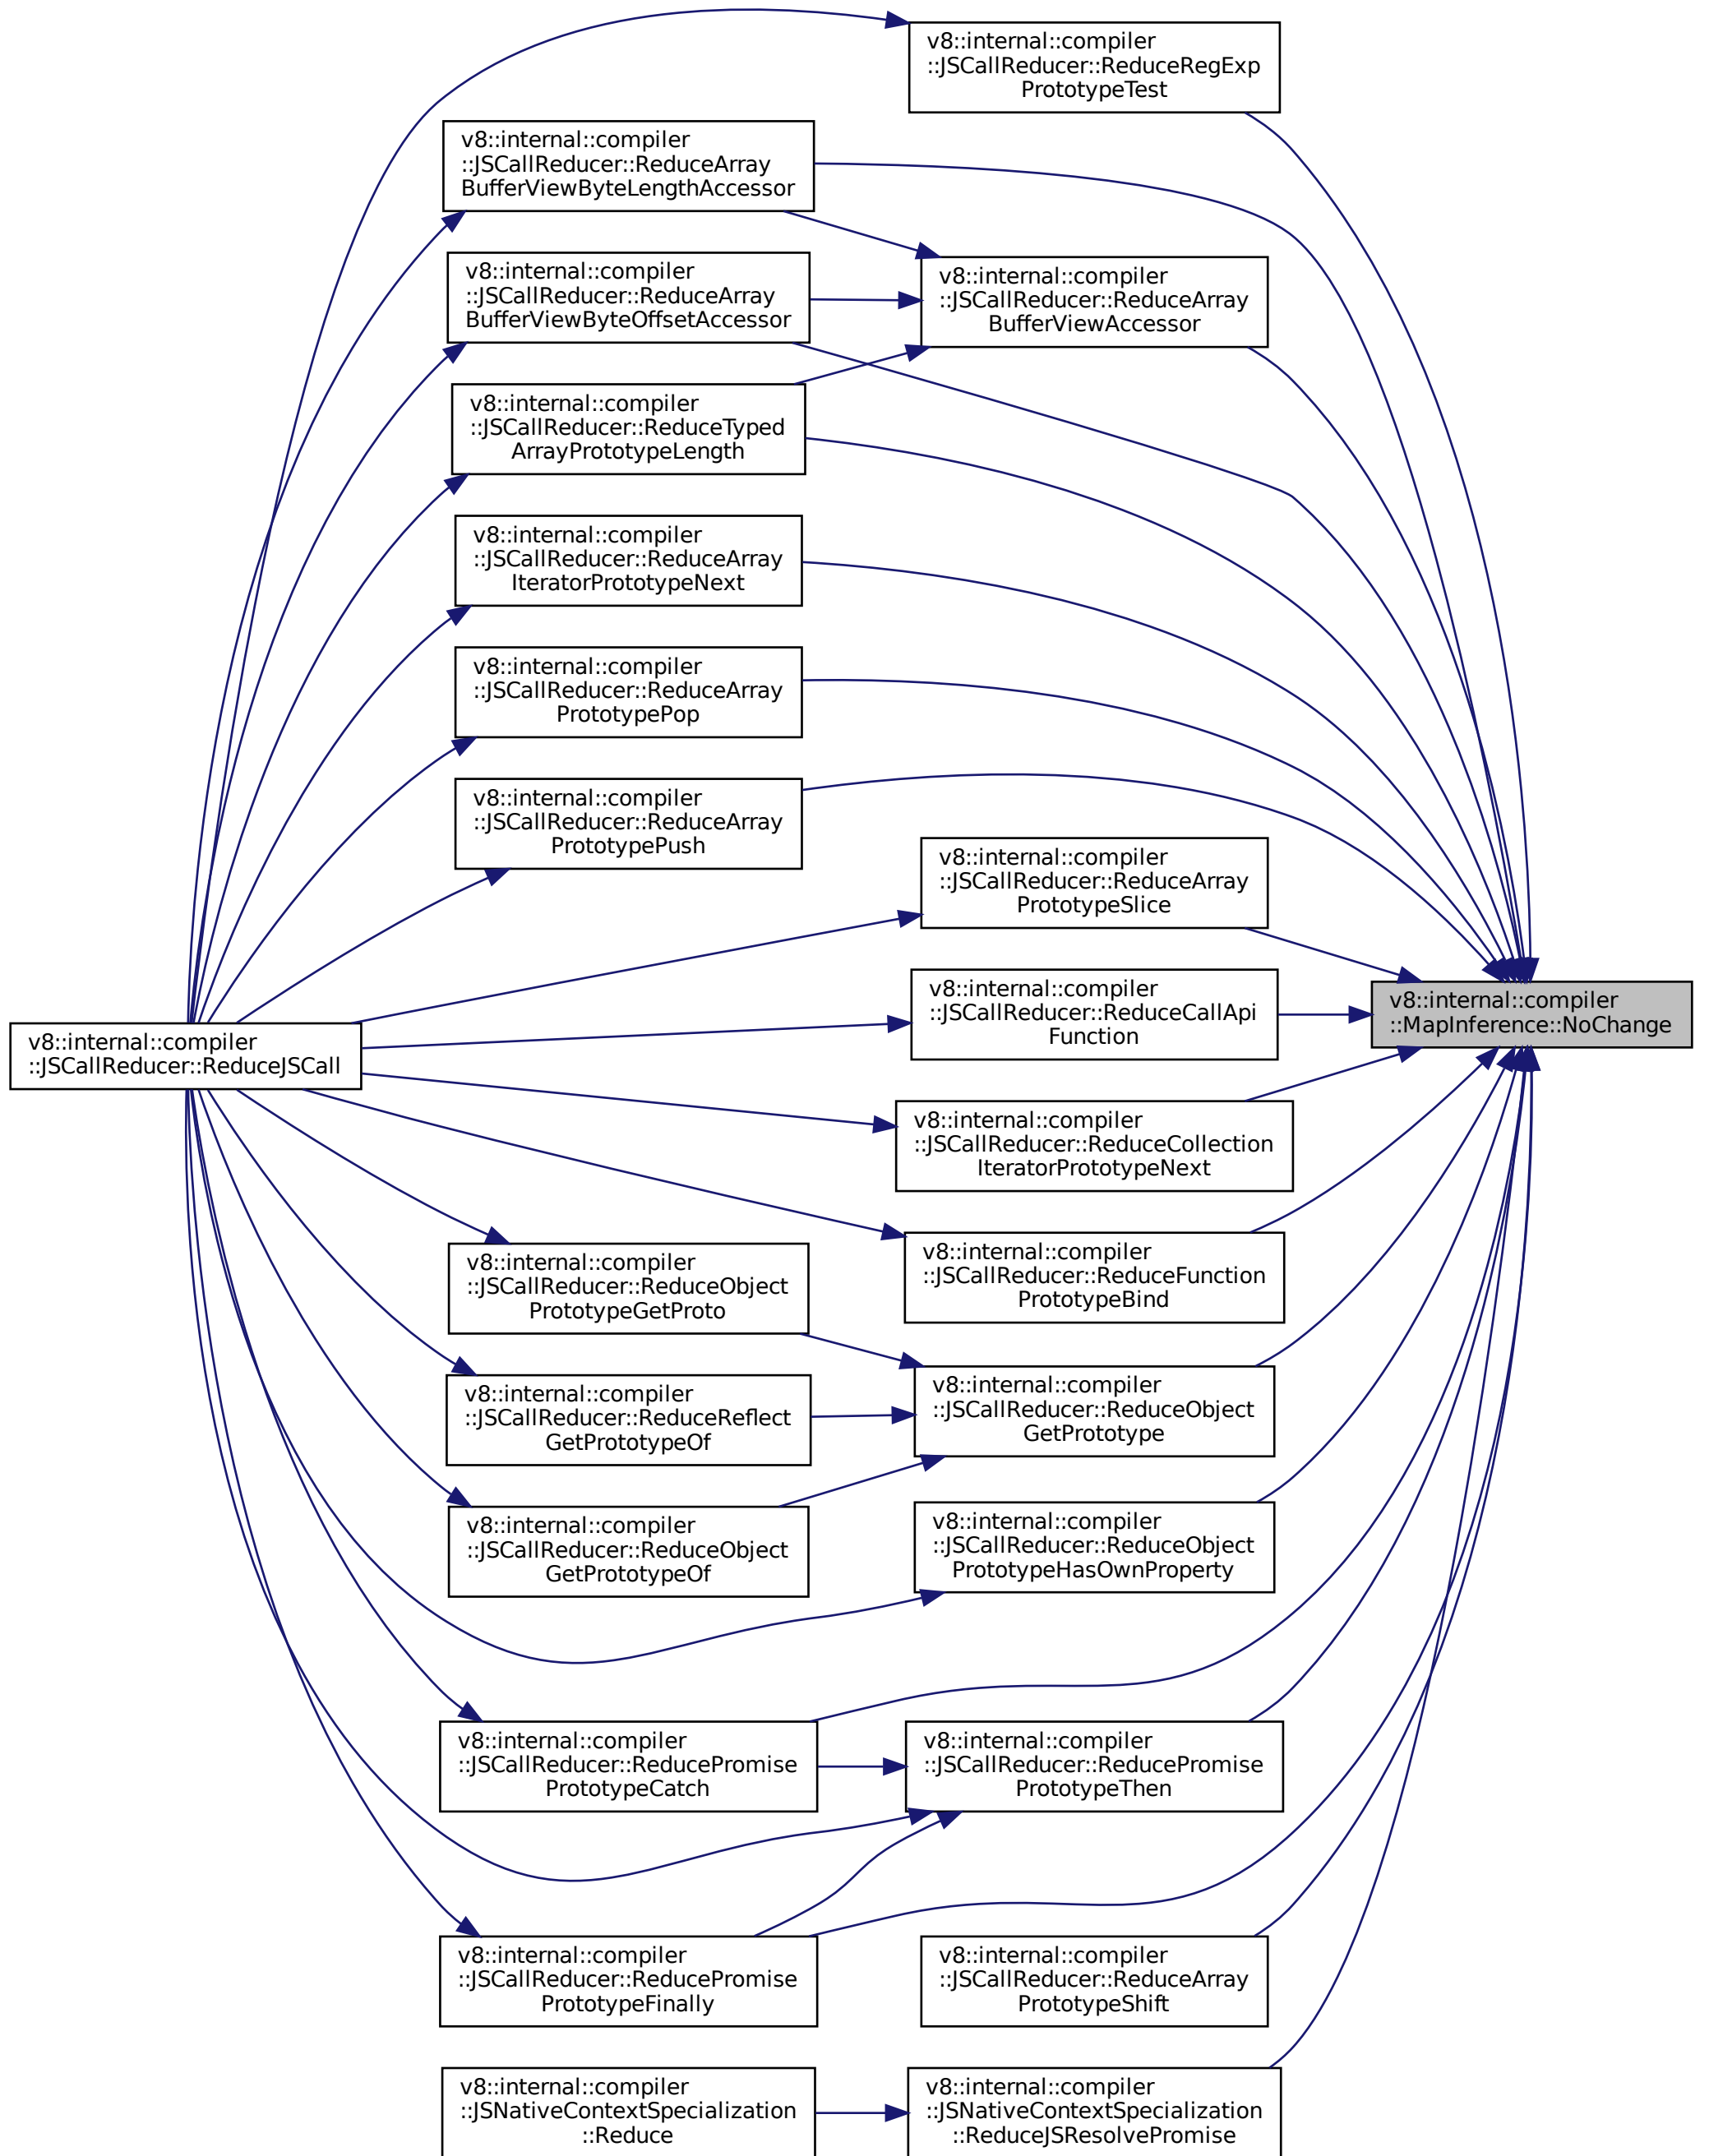 v8::internal::compiler
::JSCallReducer::ReduceRegExp
PrototypeTest
v8::internal::compiler
::JSCallReducer::ReduceArray
BufferViewByteLengthAccessor
v8::internal::compiler
::JSCallReducer::ReduceArray
BufferViewByteOffsetAccessor
v8::internal::compiler
::JSCallReducer::ReduceArray
BufferViewAccessor
v8::internal::compiler
::JSCallReducer::ReduceTyped
ArrayPrototypeLength
v8::internal::compiler
::JSCallReducer::ReduceArray
IteratorPrototypeNext
v8::internal::compiler
::JSCallReducer::ReduceArray
PrototypePop
v8::internal::compiler
::JSCallReducer::ReduceArray
PrototypePush
v8::internal::compiler
::JSCallReducer::ReduceArray
PrototypeSlice
v8::internal::compiler
::JSCallReducer::ReduceCallApi
Function
v8::internal::compiler
::MapInference::NoChange
v8::internal::compiler
::JSCallReducer::ReduceJSCall
v8::internal::compiler
::JSCallReducer::ReduceCollection
IteratorPrototypeNext
v8::internal::compiler
::JSCallReducer::ReduceFunction
PrototypeBind
v8::internal::compiler
::JSCallReducer::ReduceObject
PrototypeGetProto
v8::internal::compiler
::JSCallReducer::ReduceObject
GetPrototype
v8::internal::compiler
::JSCallReducer::ReduceReflect
GetPrototypeOf
v8::internal::compiler
::JSCallReducer::ReduceObject
GetPrototypeOf
v8::internal::compiler
::JSCallReducer::ReduceObject
PrototypeHasOwnProperty
v8::internal::compiler
::JSCallReducer::ReducePromise
PrototypeCatch
v8::internal::compiler
::JSCallReducer::ReducePromise
PrototypeThen
v8::internal::compiler
::JSCallReducer::ReducePromise
PrototypeFinally
v8::internal::compiler
::JSCallReducer::ReduceArray
PrototypeShift
v8::internal::compiler
::JSNativeContextSpecialization
::Reduce
v8::internal::compiler
::JSNativeContextSpecialization
::ReduceJSResolvePromise